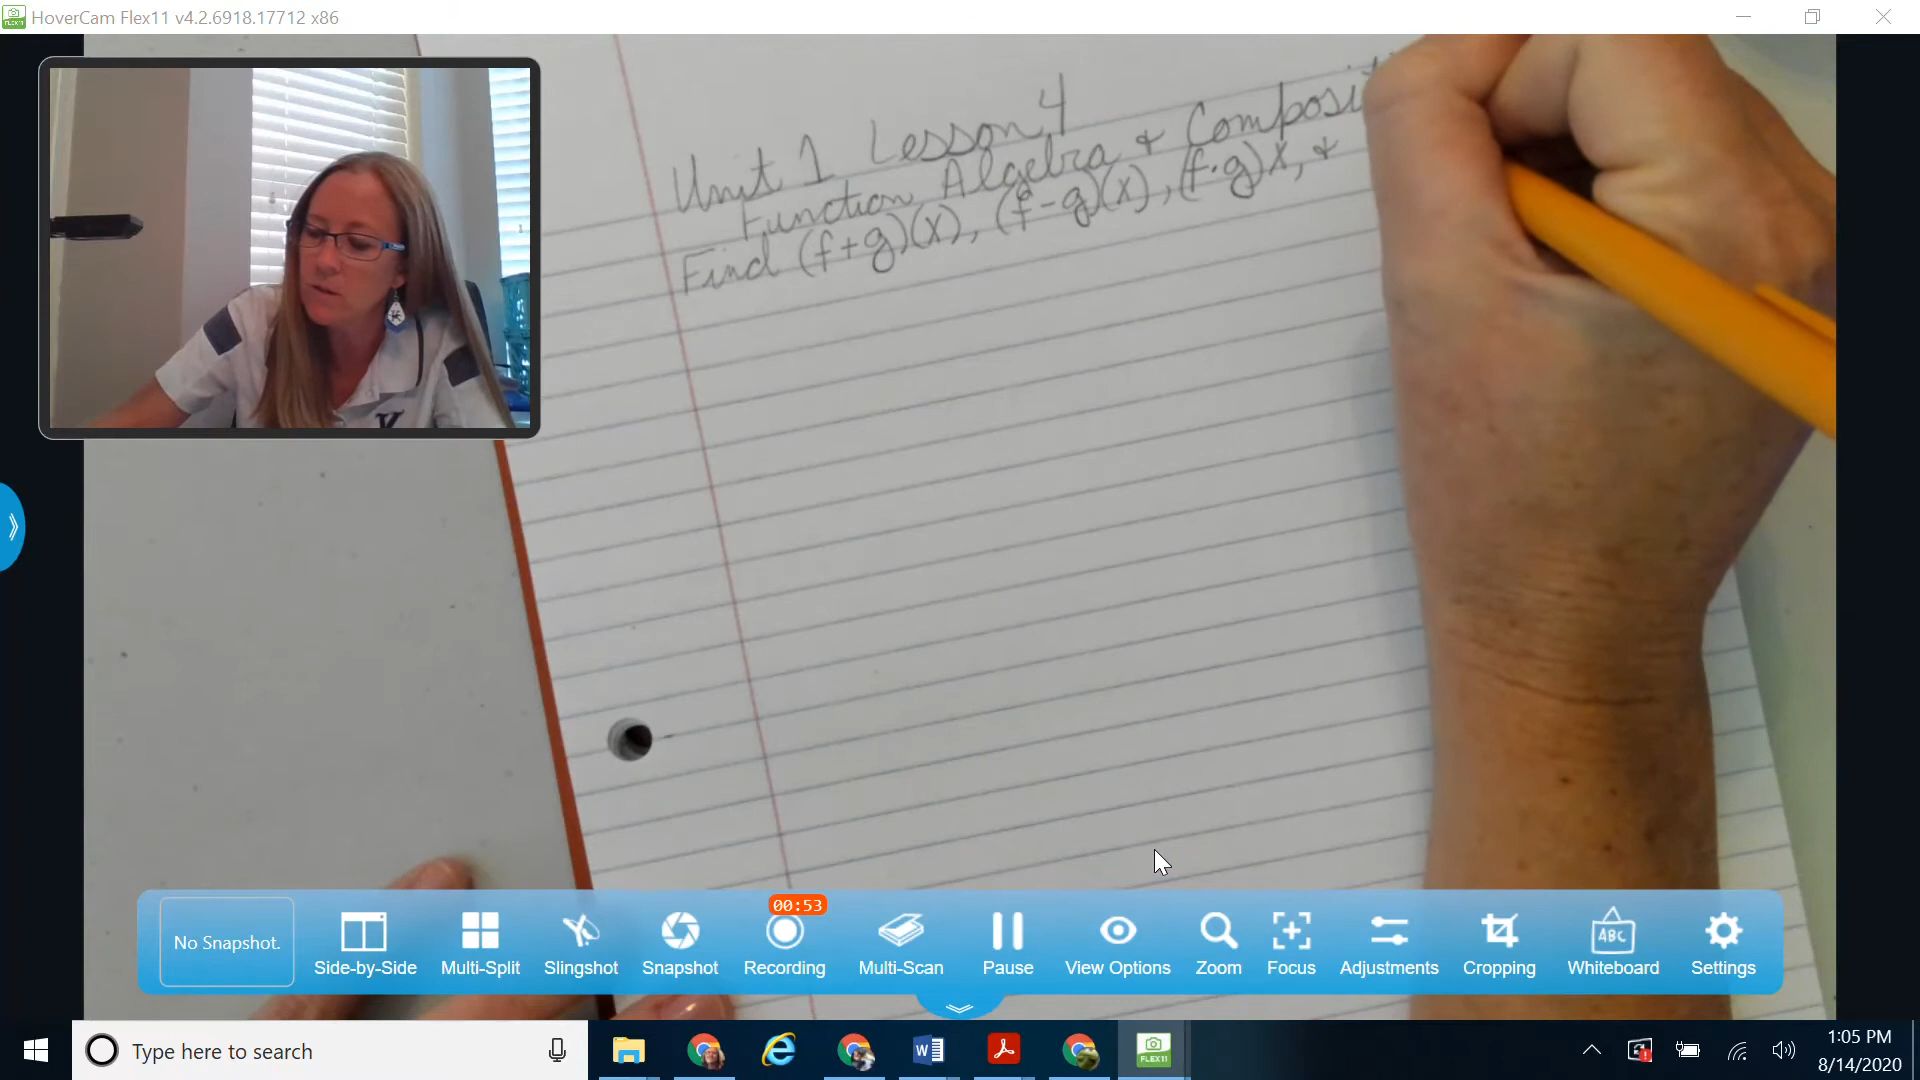 HoverCam Flex11 v4.2.6918.17712 x86
Unit 1 Lesson 4
Function Algebra & Composi
Find (f+g)(x), (f-g)(x), (f·g)x, &
00:53
No Snapshot. Side-by-Side Multi-Split Slingshot Snapshot Recording Multi-Scan Pause View Options Zoom Focus Adjustments Cropping ABC Whiteboard Settings
Type here to search
FLEX11
1:05 PM
8/14/2020